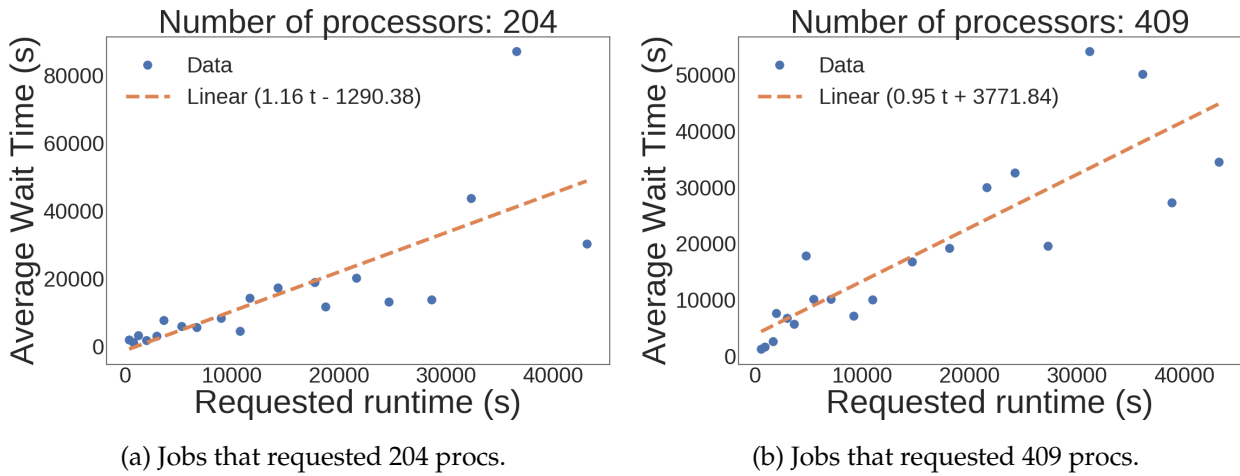 Number of processors: 204
Data
Linear (1.16 t - 1290.38)
Average Wait Time (s)
80000
60000
40000
20000
0
0 10000 20000 30000 40000
Requested runtime (s)
(a) Jobs that requested 204 procs.
Number of processors: 409
Data
Linear (0.95 t + 3771.84)
Average Wait Time (s)
50000
40000
30000
20000
10000
0
0 10000 20000 30000 40000
Requested runtime (s)
(b) Jobs that requested 409 procs.